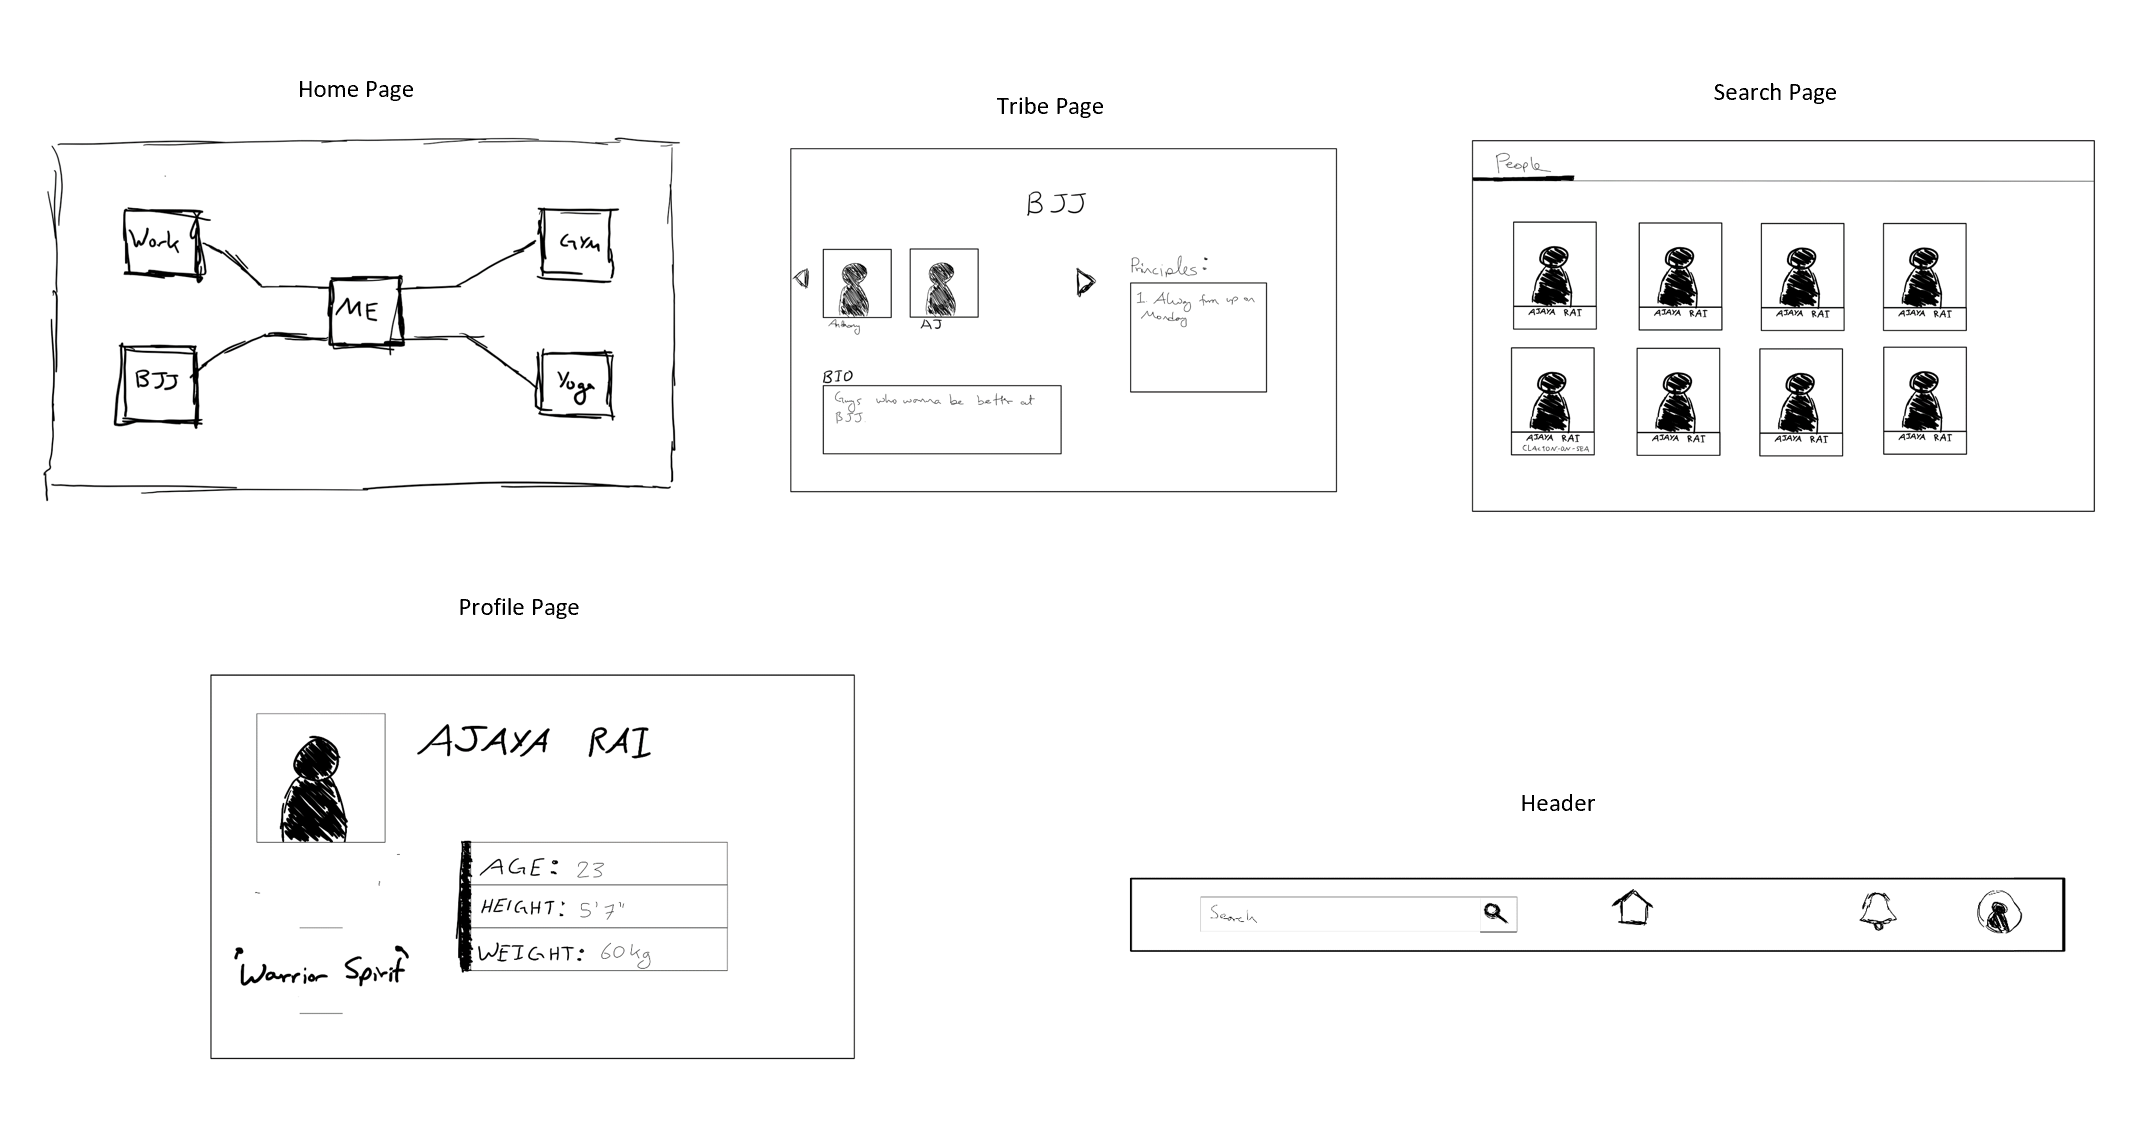 Home Page
Work
GYM
ME
BJJ
Yoga
Tribe Page
BJJ
Anthony
AJ
Principles:
1. Alway turn up on
Monday
BIO
Guys who wanna be better at
BJJ
Search Page
People
AJAYA RAI
AJAYA RAI
AJAYA RAI
AJAYA RAI
AJAYA RAI
CLACTON-ON-SEA
AJAYA RAI
AJAYA RAI
AJAYA RAI
Profile Page
AJAYA RAI
AGE: 23
HEIGHT: 5'7"
WEIGHT: 60kg
"Warrior Spirit"
Header
Search